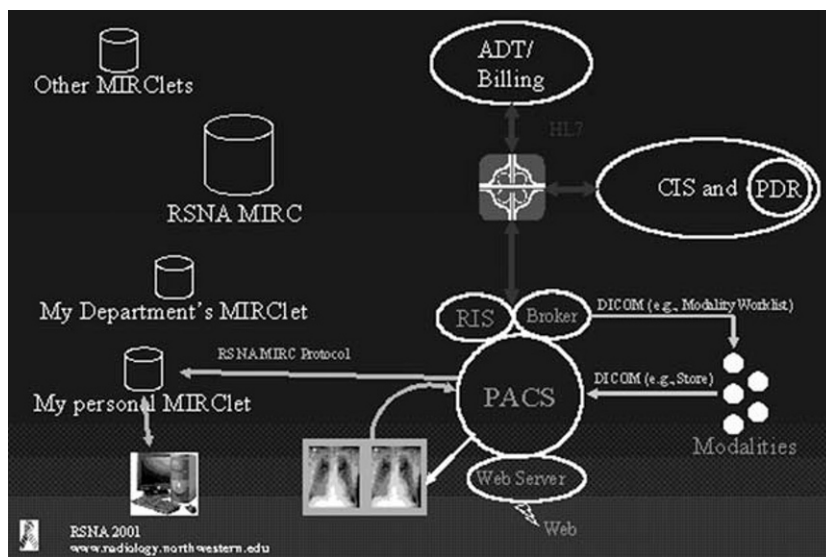 Other MIRClets
ADT/
Billing
HL7
RSNA MIRC
CIS and PDR
My Department's MIRClet
RIS
Broker
DICOM (e.g., Modality Worklist)
RSNA MIRC Protocol
PACS
DICOM (e.g., Store)
My personal MIRClet
Modalities
Web Server
Web
RSNA 2001
www.radiology.northwestern.edu